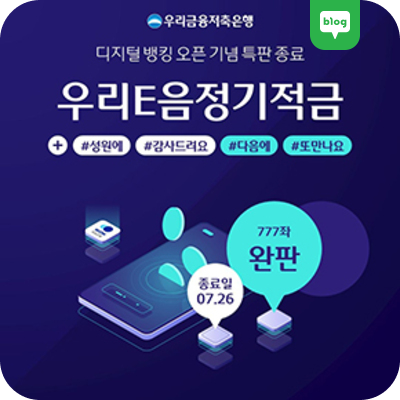 우리금융저축은행
blog
디지털 뱅킹 오픈 기념 특판 종료
우리E음정기적금
+ #성원에 #감사드려요 #다음에 #또만나요
777좌
완판
종료일
07.26